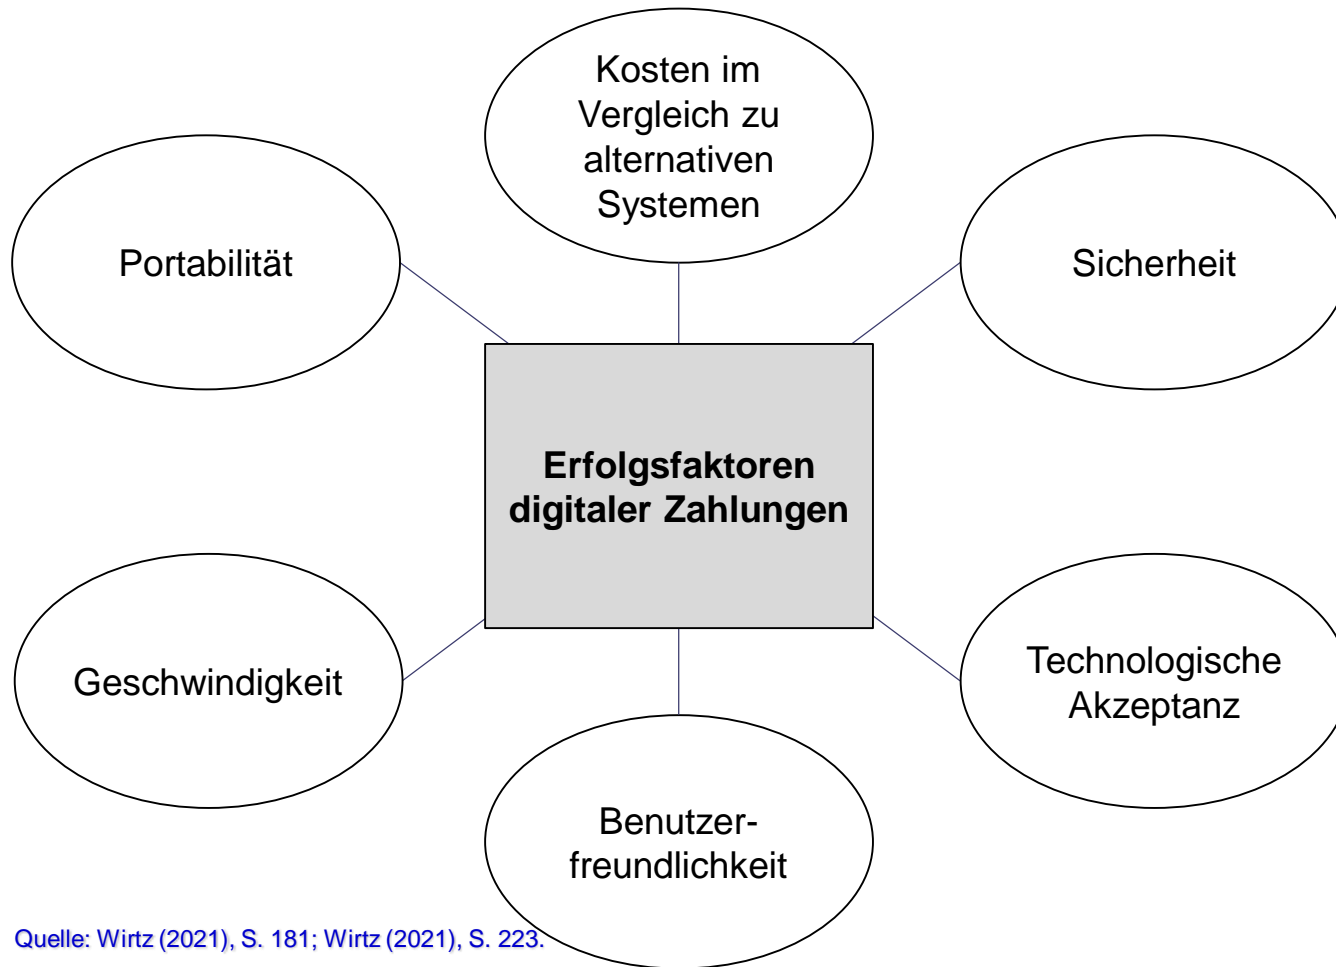 Kosten im
Vergleich zu
alternativen
Systemen
Portabilität
Sicherheit
Erfolgsfaktoren
digitaler Zahlungen
Geschwindigkeit
Technologische
Akzeptanz
Benutzer-
freundlichkeit
Quelle: Wirtz (2021), S. 181; Wirtz (2021), S. 223.